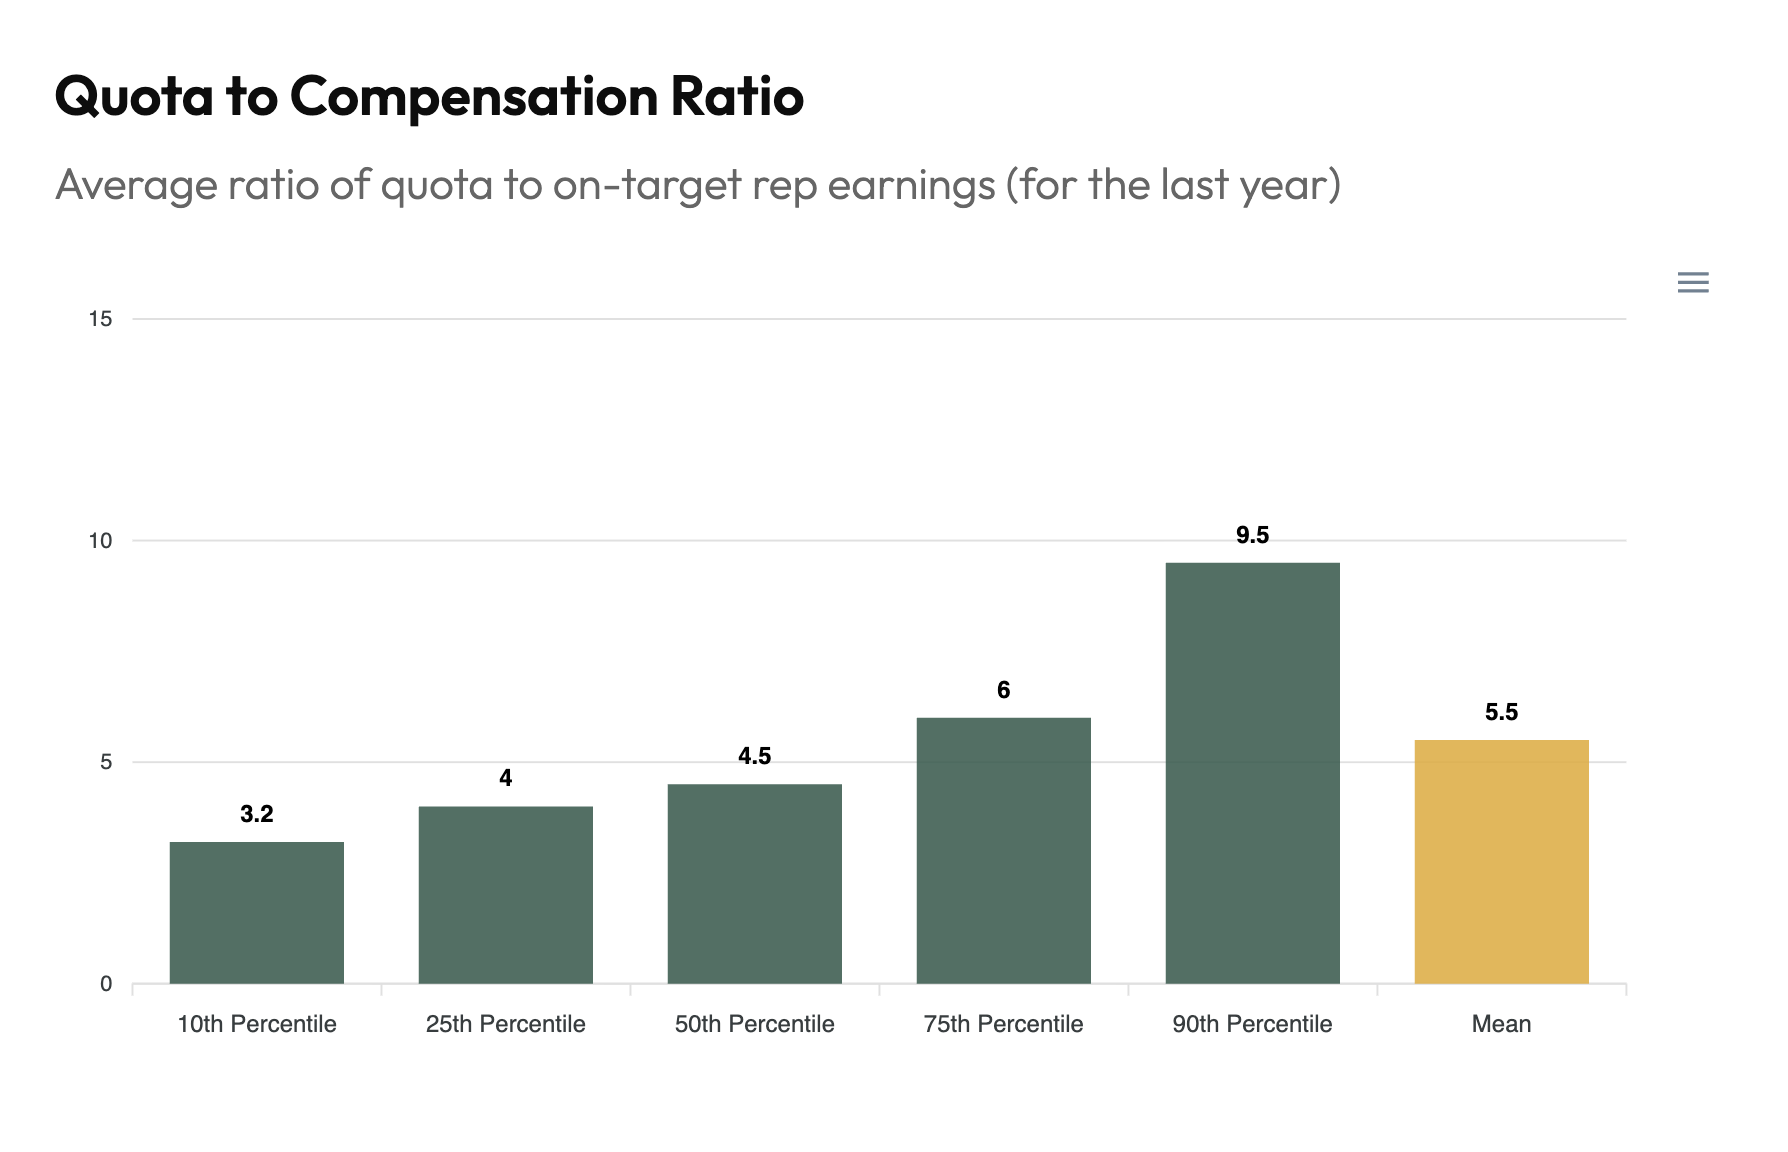 Quota to Compensation Ratio
Average ratio of quota to on-target rep earnings (for the last year)
15
10
5
0
3.2
4
4.5
6
9.5
5.5
10th Percentile
25th Percentile
50th Percentile
75th Percentile
90th Percentile
Mean